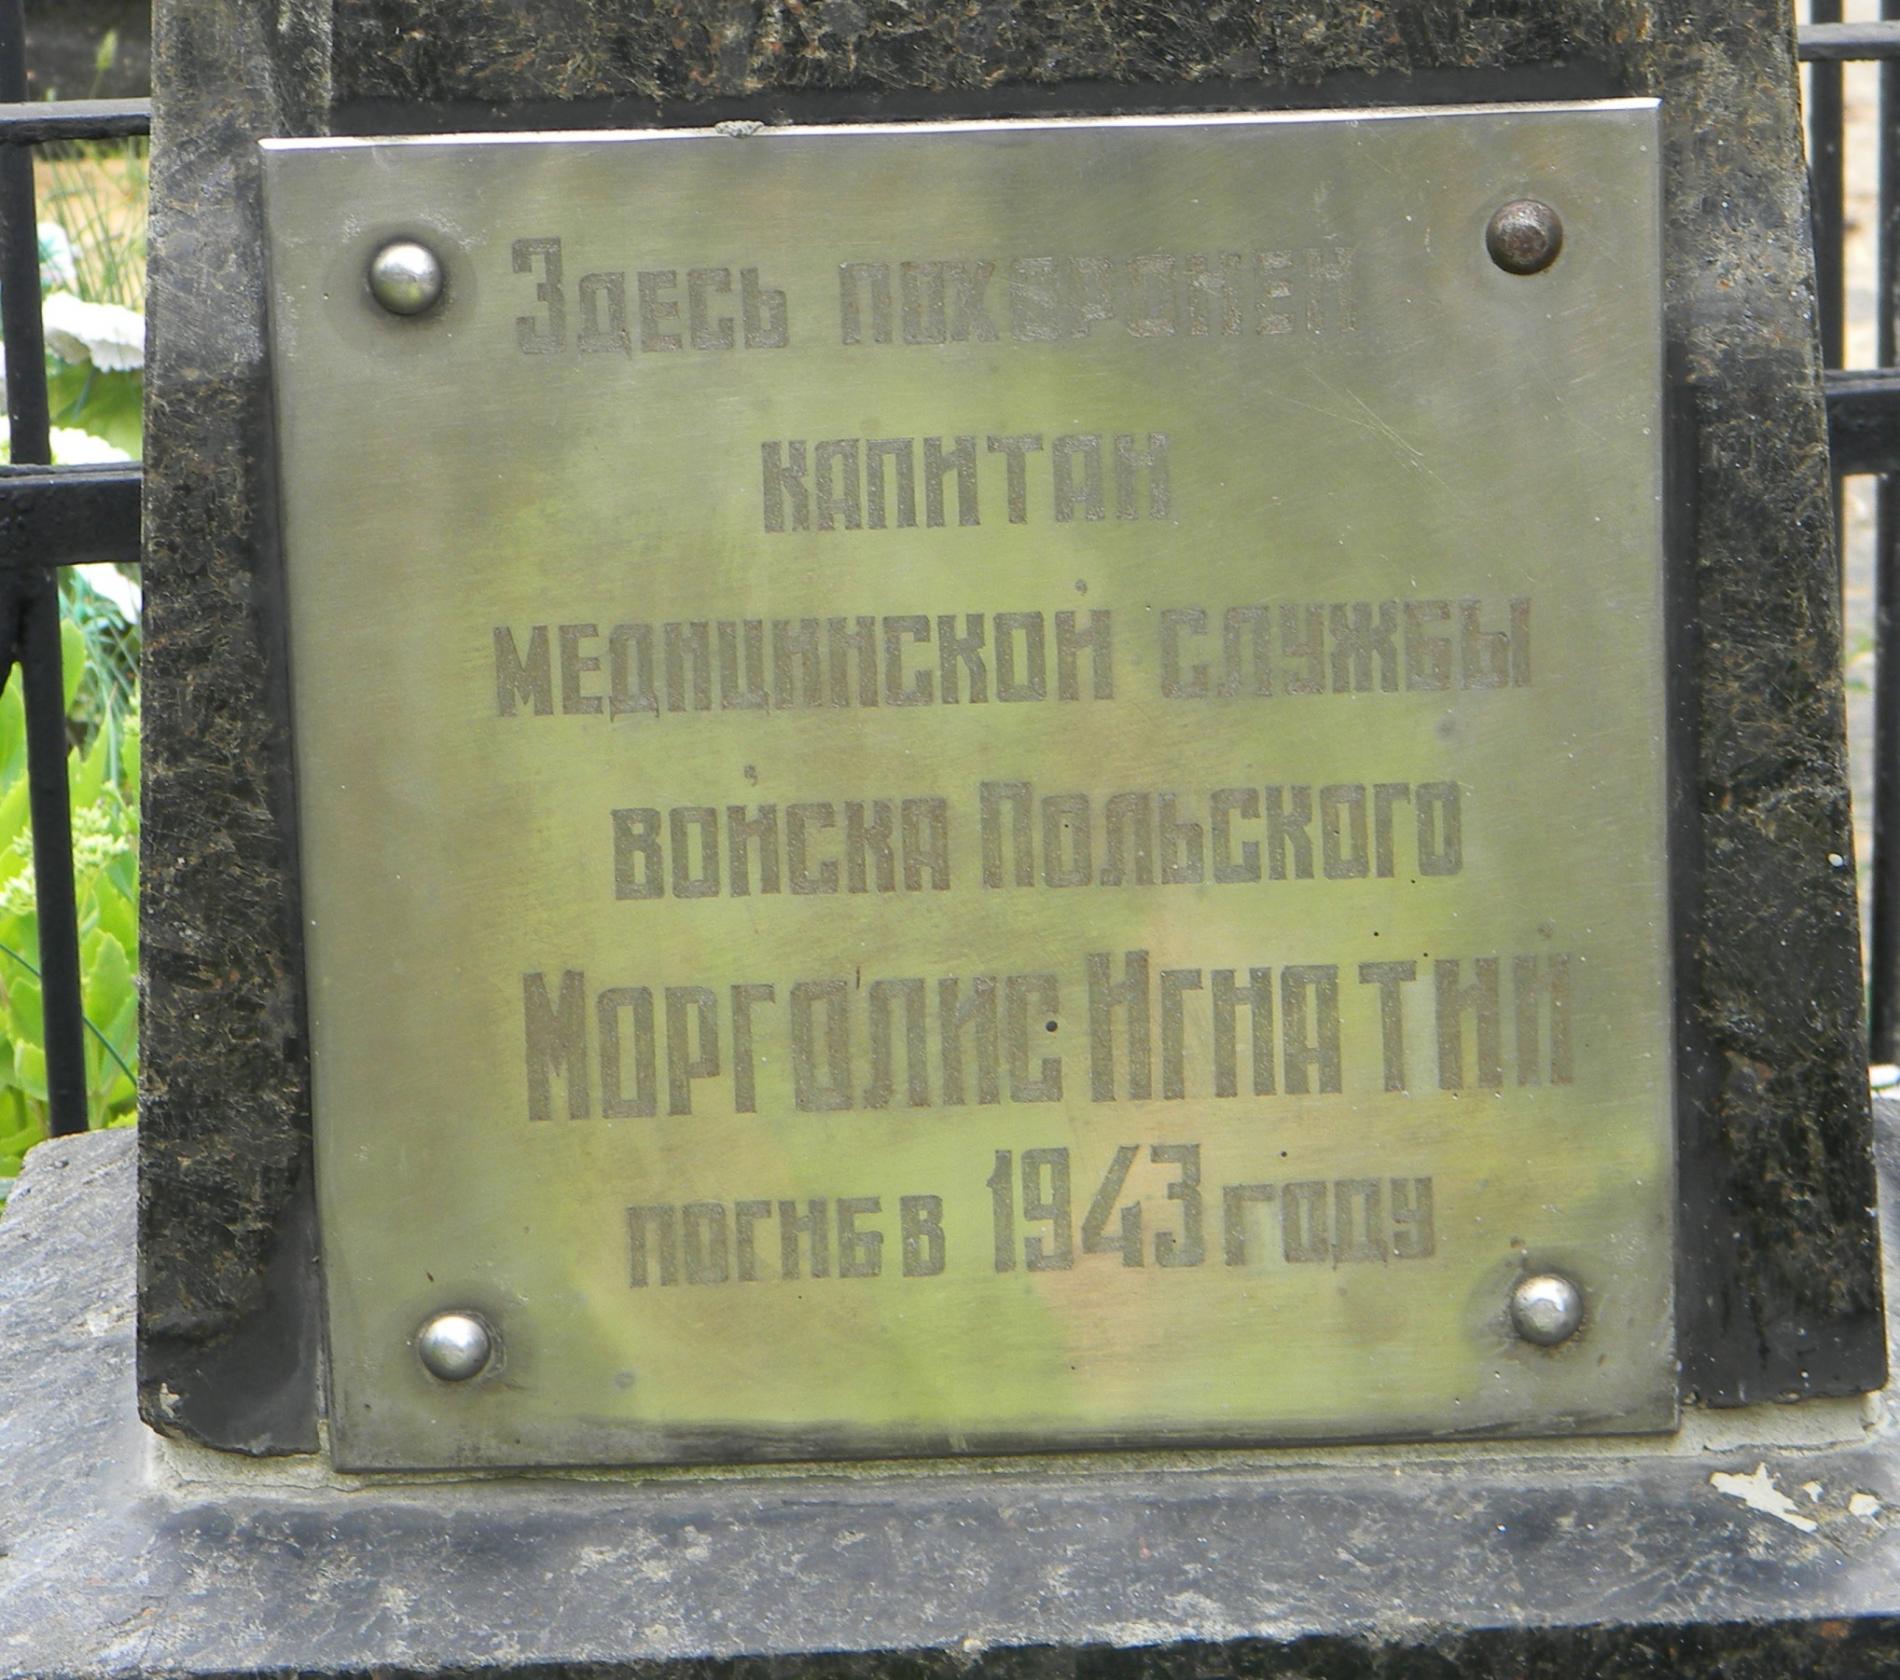 Здесь похоронен
капитан
медицинской службы
войска Польского
Морголис Игнатий
погиб в 1943 году